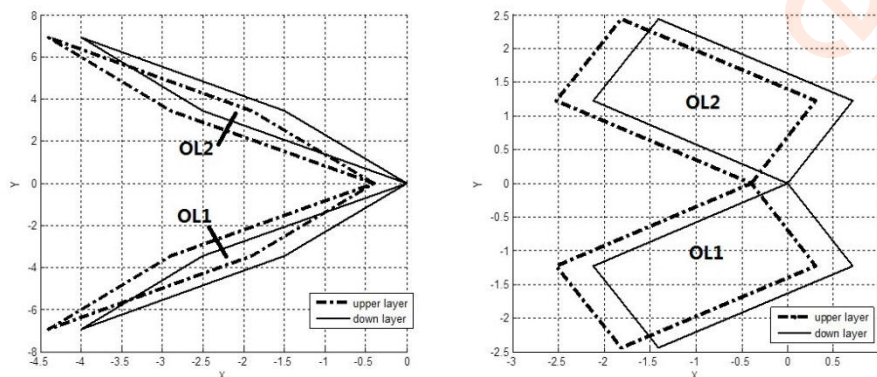 8
6
4
2
0
-2
-4
-6
-8
Y
OL2
OL1
upper layer
down layer
-4.5 -4 -3.5 -3 -2.5 -2 -1.5 -1 -0.5 0
X
2.5
2
1.5
1
0.5
0
-0.5
-1
-1.5
-2
2.5
Y
OL2
OL1
upper layer
down layer
-3 -2.5 -2 -1.5 -1 -0.5 0 0.5 1
X